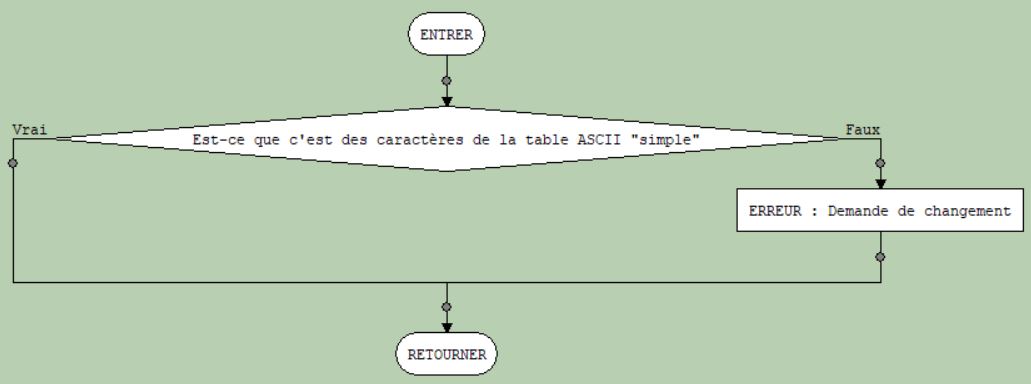 ENTRER
Vrai
Est-ce que c'est des caractères de la table ASCII "simple"
Faux
ERREUR : Demande de changement
RETOURNER